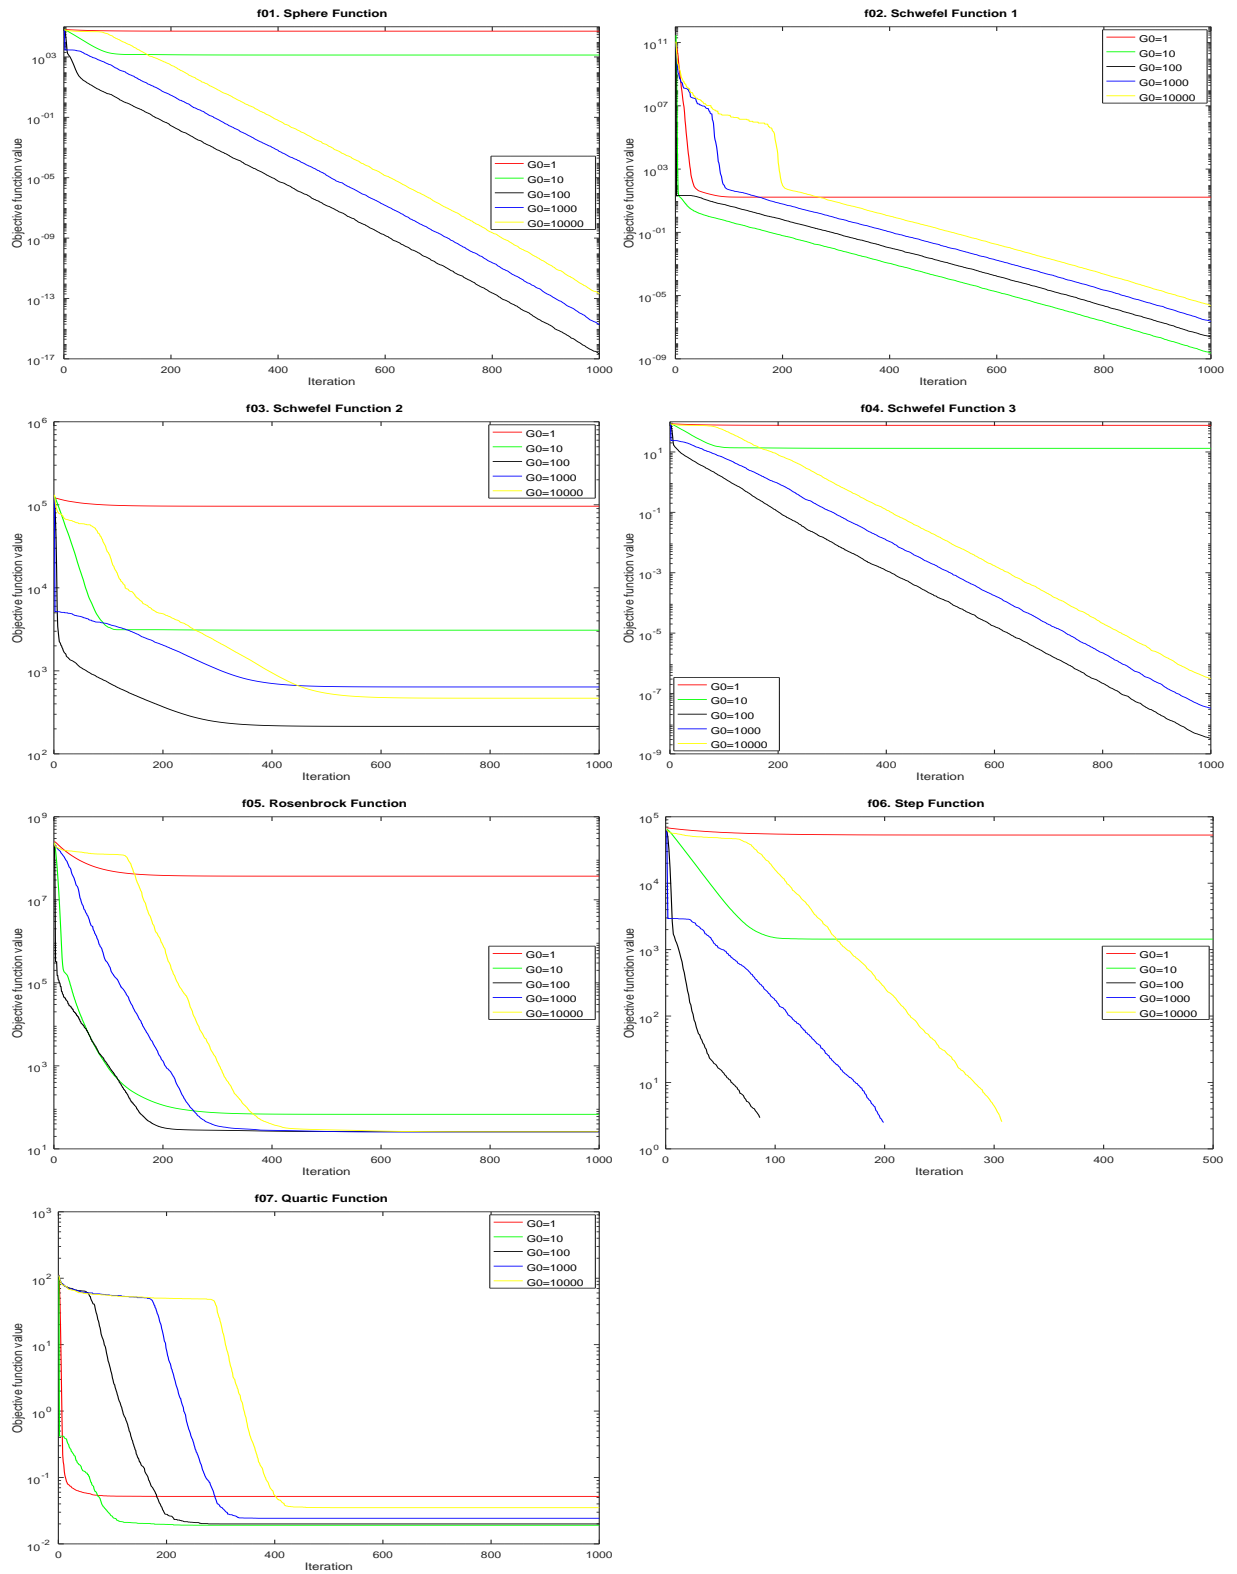 f01. Sphere Function
Objective function value
10^03
10^-01
10^-05
10^-09
10^-13
10^-17
G0=1
G0=10
G0=100
G0=1000
G0=10000
0 200 400 600 800 1000
Iteration
f02. Schwefel Function 1
Objective function value
10^11
10^07
10^03
10^-01
10^-05
10^-09
G0=1
G0=10
G0=100
G0=1000
G0=10000
0 200 400 600 800 1000
Iteration
f03. Schwefel Function 2
Objective function value
10^6
10^5
10^4
10^3
10^2
G0=1
G0=10
G0=100
G0=1000
G0=10000
0 200 400 600 800 1000
Iteration
f04. Schwefel Function 3
Objective function value
10^1
10^-1
10^-3
10^-5
10^-7
10^-9
G0=1
G0=10
G0=100
G0=1000
G0=10000
0 200 400 600 800 1000
Iteration
f05. Rosenbrock Function
Objective function value
10^9
10^7
10^5
10^3
10^1
G0=1
G0=10
G0=100
G0=1000
G0=10000
0 200 400 600 800 1000
Iteration
f06. Step Function
Objective function value
10^5
10^4
10^3
10^2
10^1
10^0
G0=1
G0=10
G0=100
G0=1000
G0=10000
0 100 200 300 400 500
Iteration
f07. Quartic Function
Objective function value
10^3
10^2
10^1
10^0
10^-1
10^-2
G0=1
G0=10
G0=100
G0=1000
G0=10000
0 200 400 600 800 1000
Iteration